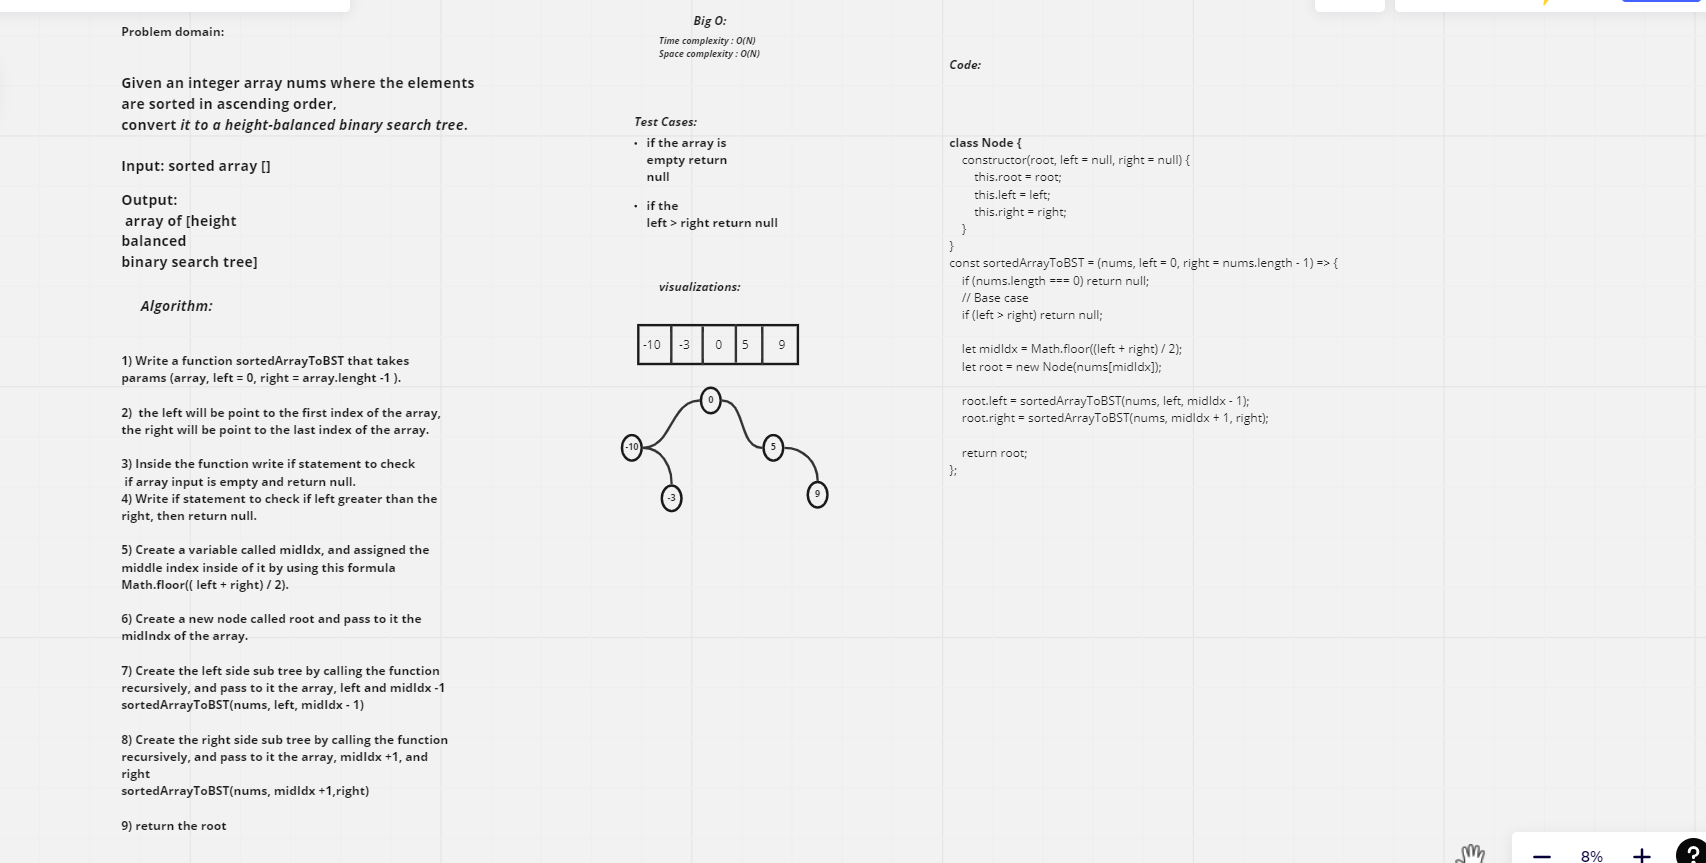 Problem domain:
Given an integer array nums where the elements
are sorted in ascending order,
convert it to a height-balanced binary search tree.
Input: sorted array []
Output:
array of [height
balanced
binary search tree]
Algorithm:
1) Write a function sortedArrayToBST that takes
params (array, left = 0, right = array.lenght -1 ).
2)  the left will be point to the first index of the array,
the right will be point to the last index of the array.
3) Inside the function write if statement to check
if array input is empty and return null.
4) Write if statement to check if left greater than the
right, then return null.
5) Create a variable called midIdx, and assigned the
middle index inside of it by using this formula
Math.floor(( left + right) / 2).
6) Create a new node called root and pass to it the
midIndx of the array.
7) Create the left side sub tree by calling the function
recursively, and pass to it the array, left and midIdx -1
sortedArrayToBST(nums, left, midIdx - 1)
8) Create the right side sub tree by calling the function
recursively, and pass to it the array, midIdx +1, and
right
sortedArrayToBST(nums, midIdx +1,right)
9) return the root
Big O:
Time complexity : O(N)
Space complexity : O(N)
Test Cases:
• if the array is
empty return
null
• if the
left > right return null
visualizations:
-10 -3 0 5 9
0
-10 5
-3 9
Code:
class Node {
constructor(root, left = null, right = null) {
this.root = root;
this.left = left;
this.right = right;
}
}
const sortedArrayToBST = (nums, left = 0, right = nums.length - 1) => {
if (nums.length === 0) return null;
// Base case
if (left > right) return null;
let midIdx = Math.floor((left + right) / 2);
let root = new Node(nums[midIdx]);
root.left = sortedArrayToBST(nums, left, midIdx - 1);
root.right = sortedArrayToBST(nums, midIdx + 1, right);
return root;
};
8%
?